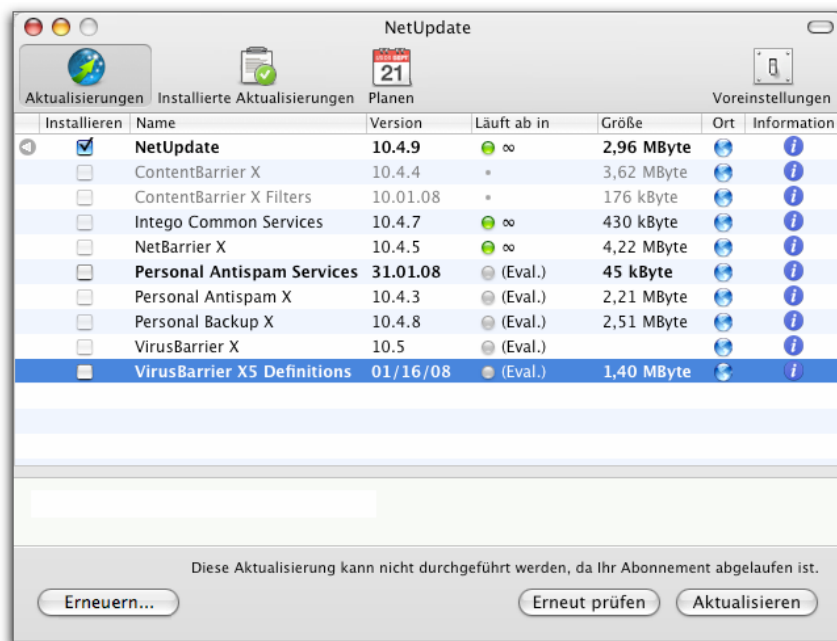 NetUpdate
21
Aktualisierungen Installierte Aktualisierungen Planen Voreinstellungen
Installieren Name Version Läuft ab in Größe Ort Information
NetUpdate 10.4.9 ∞ 2,96 MByte
ContentBarrier X 10.4.4 3,62 MByte
ContentBarrier X Filters 10.01.08 176 kByte
Intego Common Services 10.4.7 ∞ 430 kByte
NetBarrier X 10.4.5 ∞ 4,22 MByte
Personal Antispam Services 31.01.08 (Eval.) 45 kByte
Personal Antispam X 10.4.3 (Eval.) 2,21 MByte
Personal Backup X 10.4.8 (Eval.) 2,51 MByte
VirusBarrier X 10.5 (Eval.)
VirusBarrier X5 Definitions 01/16/08 (Eval.) 1,40 MByte
Diese Aktualisierung kann nicht durchgeführt werden, da Ihr Abonnement abgelaufen ist.
Erneuern... Erneut prüfen Aktualisieren